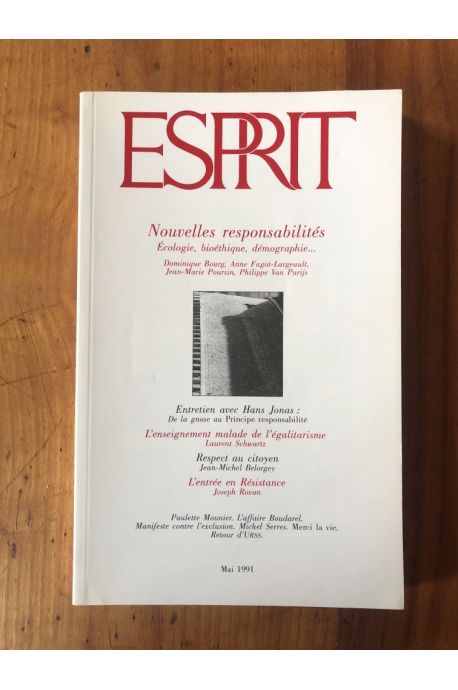 ESPRIT
Nouvelles responsabilités
Écologie, bioéthique, démographie...
Dominique Bourg, Anne Fagot-Largeault,
Jean-Marie Poursin, Philippe Van Parijs
Entretien avec Hans Jonas :
De la gnose au Principe responsabilité
L'enseignement malade de l'égalitarisme
Laurent Schwartz
Respect au citoyen
Jean-Michel Belorgey
L'entrée en Résistance
Joseph Rovan
Paulette Mounier. L'affaire Boudarel.
Manifeste contre l'exclusion. Michel Serres. Merci la vie.
Retour d'URSS.
Mai 1991